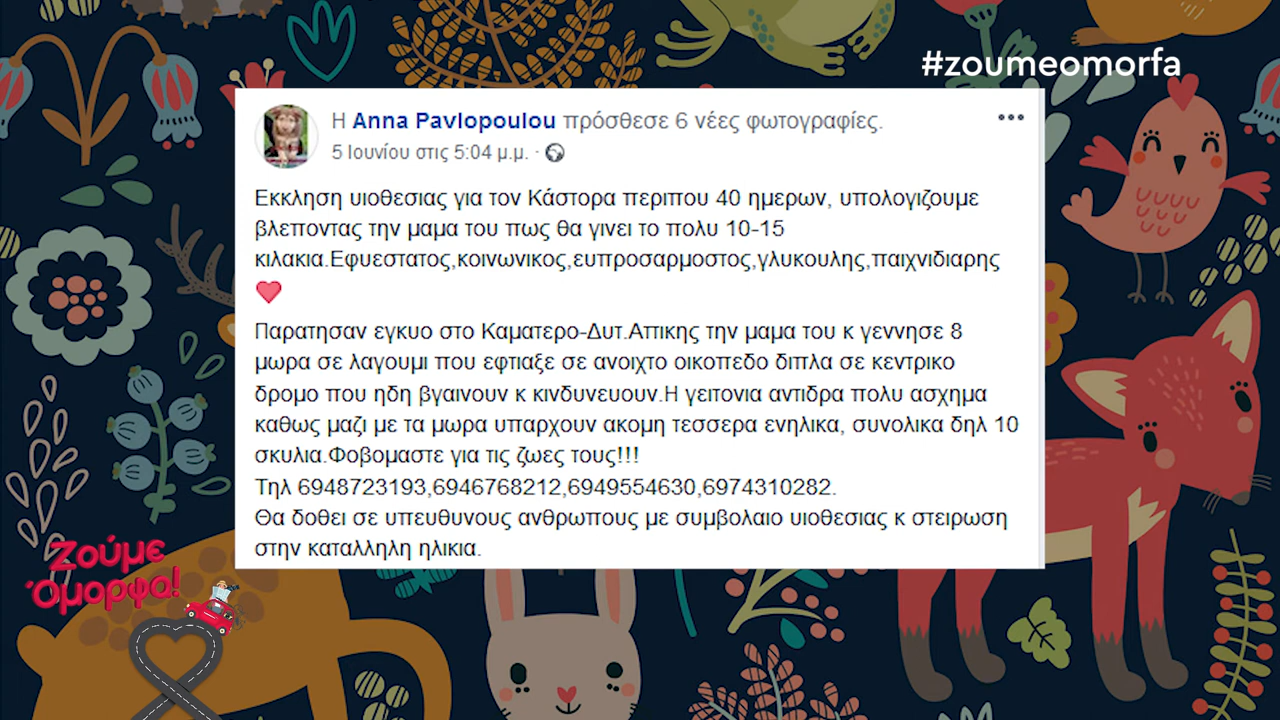 #zoumeomorfa
Η Anna Pavlopoulou πρόσθεσε 6 νέες φωτογραφίες.
5 Ιουνίου στις 5:04 μ.μ. ·
Εκκληση υιοθεσιας για τον Κάστορα περιπου 40 ημερων, υπολογιζουμε
βλεποντας την μαμα του πως θα γινει το πολυ 10-15
κιλακια.Εφυεστατος,κοινωνικος,ευπροσαρμοστος,γλυκουλης,παιχνιδιαρης
❤️
Παρατησαν εγκυο στο Καματερο-Δυτ.Αττικης την μαμα του κ γεννησε 8
μωρα σε λαγουμι που εφτιαξε σε ανοιχτο οικοπεδο διπλα σε κεντρικο
δρομο που ηδη βγαινουν κ κινδυνευουν.Η γειτονια αντιδρα πολυ ασχημα
καθως μαζι με τα μωρα υπαρχουν ακομη τεσσερα ενηλικα, συνολικα δηλ 10
σκυλια.Φοβομαστε για τις ζωες τους!!!
Τηλ 6948723193,6946768212,6949554630,6974310282.
Θα δοθει σε υπευθυνους ανθρωπους με συμβολαιο υιοθεσιας κ στειρωση
στην καταλληλη ηλικια.
Ζούμε
Όμορφα!